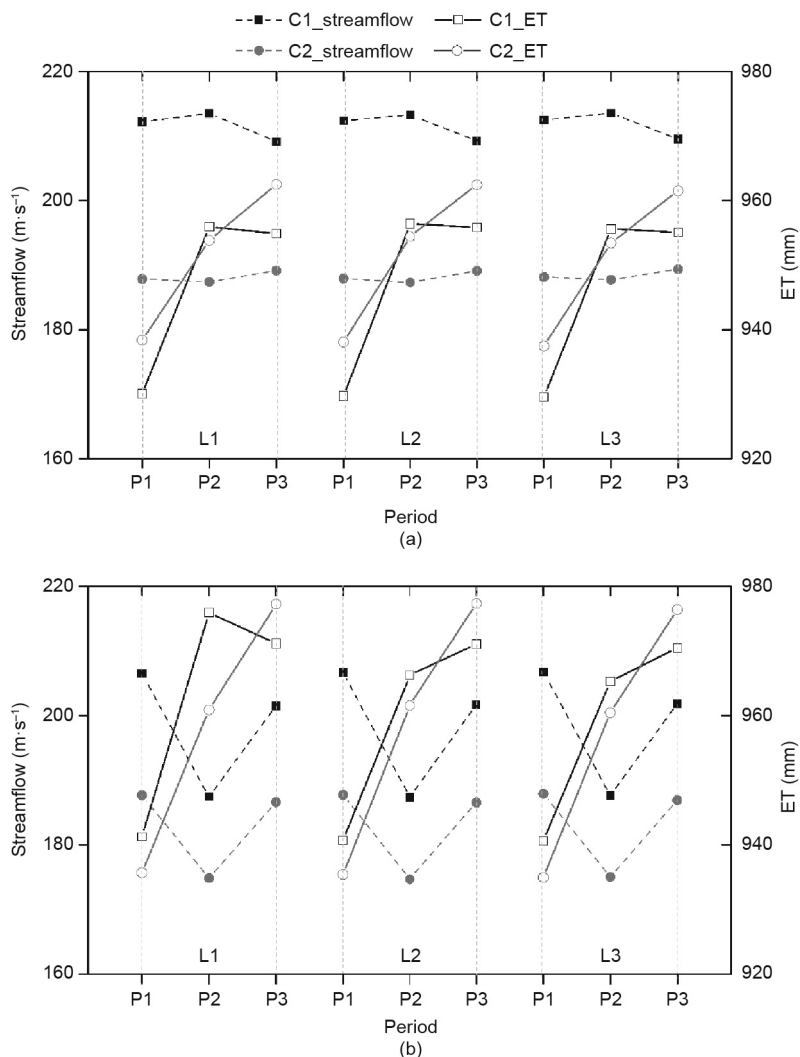 C1_streamflow C1_ET
C2_streamflow C2_ET
220 980
200 960
Streamflow (m·s⁻¹) ET (mm)
180 940
L1 L2 L3
160 920
P1 P2 P3 P1 P2 P3 P1 P2 P3
Period
(a)
220 980
200 960
Streamflow (m·s⁻¹) ET (mm)
180 940
L1 L2 L3
160 920
P1 P2 P3 P1 P2 P3 P1 P2 P3
Period
(b)